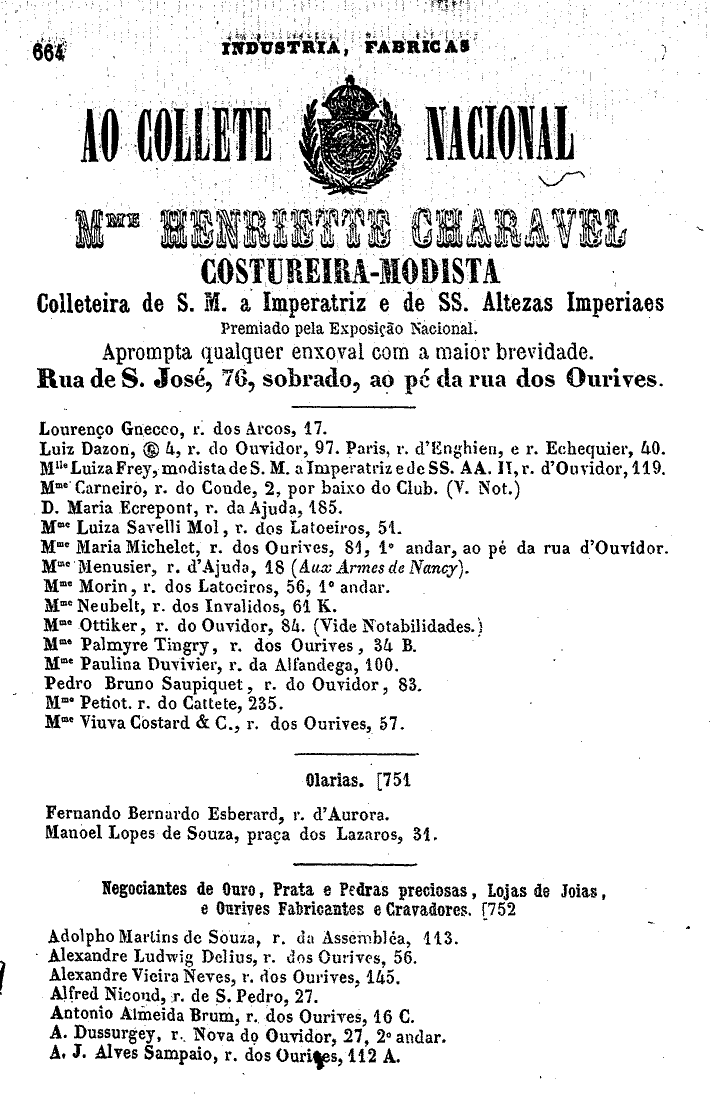 664 INDUSTRIA, FABRICAS
AO COLLETE NACIONAL
Mme HENRIETTE CHARAVEL
COSTUREIRA-MODISTA
Colleteira de S. M. a Imperatriz e de SS. Altezas Imperiaes
Premiado pela Exposição Nacional.
Aprompta qualquer enxoval com a maior brevidade.
Rua de S. José, 76, sobrado, ao pé da rua dos Ourives.
Lourenço Gnecco, r. dos Arcos, 17.
Luiz Dazon, 4, r. do Ouvidor, 97. Paris, r. d'Enghien, e r. Echequier, 40.
Mlle Luiza Frey, modista de S. M. a Imperatriz e de SS. AA. II, r. d'Ouvidor, 119.
Mme Carneiro, r. do Conde, 2, por baixo do Club. (V. Not.)
D. Maria Ecrepont, r. da Ajuda, 185.
Mme Luiza Savelli Mol, r. dos Latoeiros, 51.
Mme Maria Michelet, r. dos Ourives, 81, 1º andar, ao pé da rua d'Ouvidor.
Mme Menusier, r. d'Ajuda, 18 (Aux Armes de Nancy).
Mme Morin, r. dos Latoeiros, 56, 1º andar.
Mme Neubelt, r. dos Invalidos, 61 K.
Mme Ottiker, r. do Ouvidor, 84. (Vide Notabilidades.)
Mme Palmyre Tingry, r. dos Ourives, 34 B.
Mme Paulina Duvivier, r. da Alfandega, 100.
Pedro Bruno Saupiquet, r. do Ouvidor, 83.
Mme Petiot. r. do Cattete, 235.
Mme Viuva Costard & C., r. dos Ourives, 57.
Olarias. [751
Fernando Bernardo Esberard, r. d'Aurora.
Manoel Lopes de Souza, praça dos Lazaros, 31.
Negociantes de Ouro, Prata e Pedras preciosas, Lojas de Joias,
e Ourives Fabricantes e Cravadores. [752
Adolpho Martins de Souza, r. da Assembléa, 113.
Alexandre Ludwig Delius, r. dos Ourives, 56.
Alexandre Vieira Neves, r. dos Ourives, 145.
Alfred Nicoud, r. de S. Pedro, 27.
Antonio Almeida Brum, r. dos Ourives, 16 C.
A. Dussurgey, r. Nova do Ouvidor, 27, 2º andar.
A. J. Alves Sampaio, r. dos Ourives, 112 A.